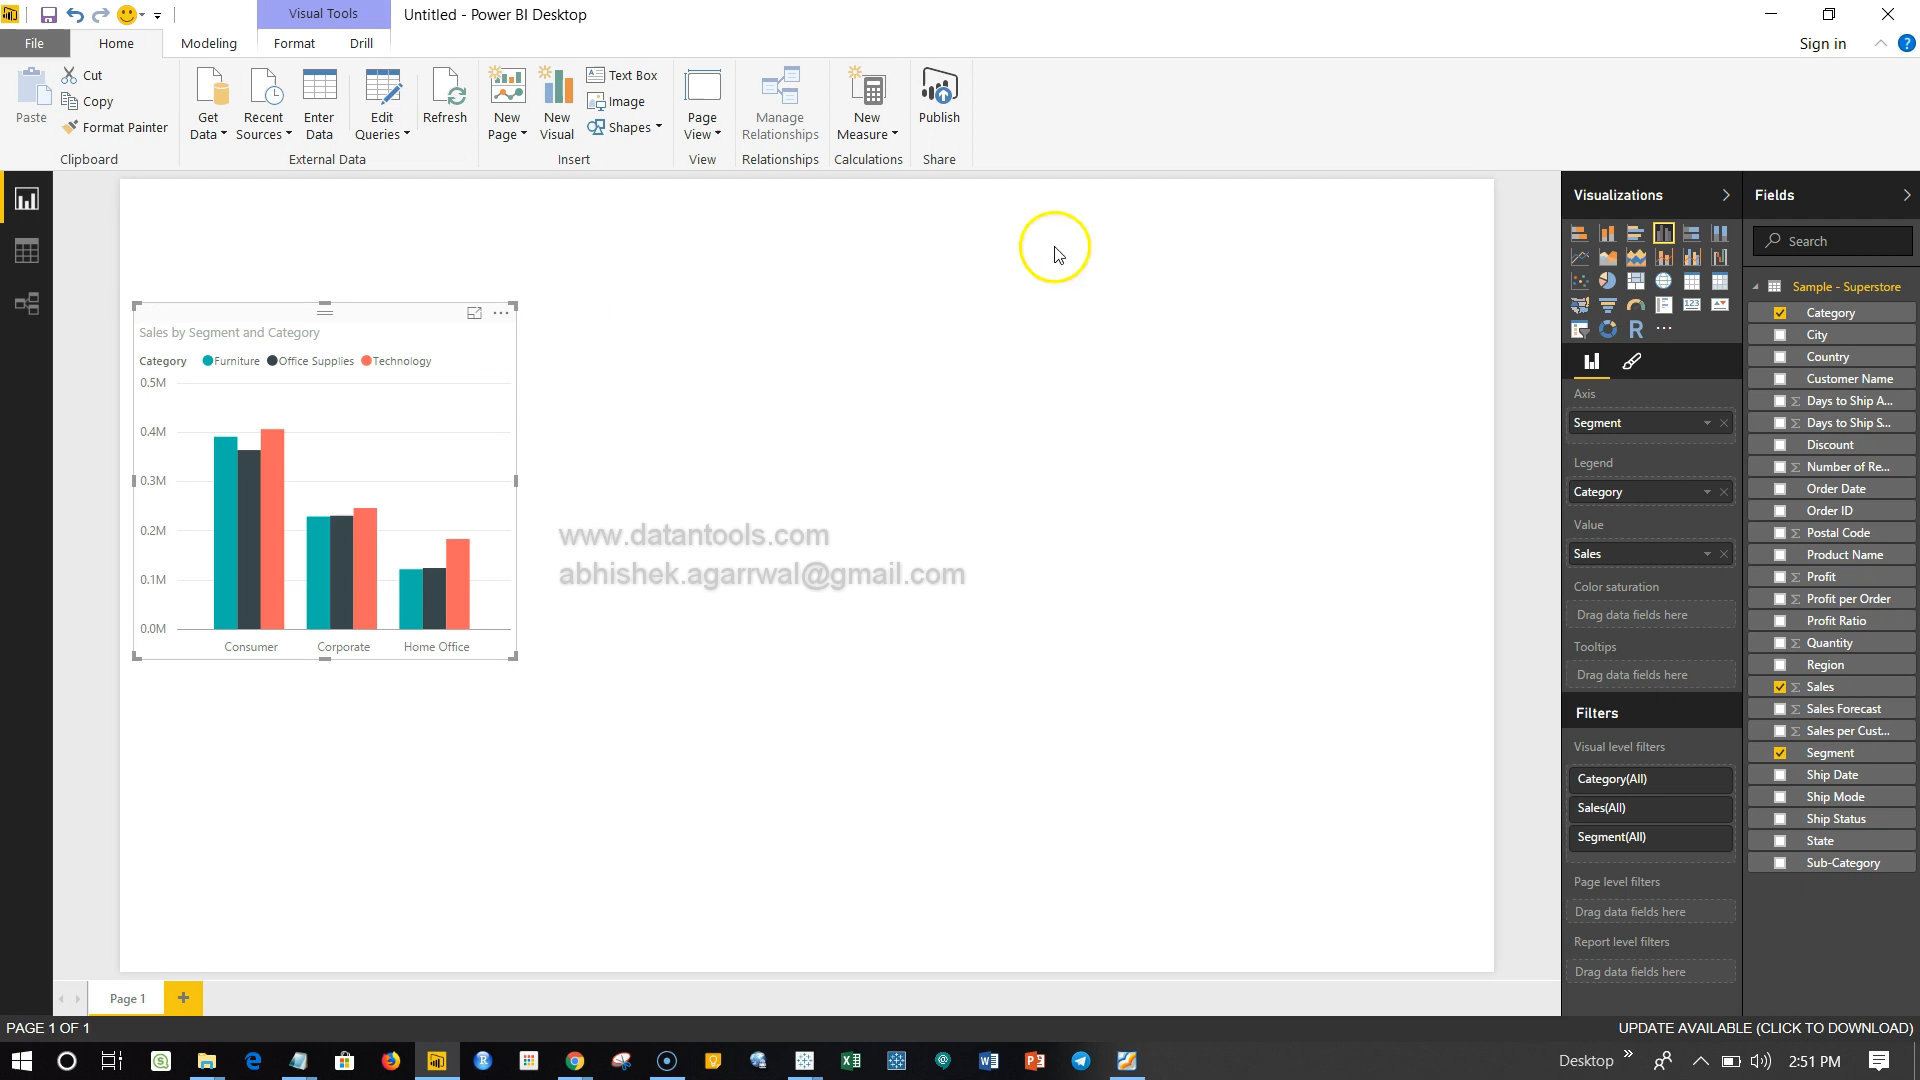 Visual Tools
Untitled - Power BI Desktop
File
Home
Modeling
Format
Drill
Sign in
?
Paste
Cut
Copy
Format Painter
Clipboard
Get Data
Recent Sources
Enter Data
Edit Queries
Refresh
External Data
New Page
New Visual
Text Box
Image
Shapes
Insert
Page View
View
Manage Relationships
Relationships
New Measure
Calculations
Publish
Share
Sales by Segment and Category
Category Furniture Office Supplies Technology
0.5M
0.4M
0.3M
0.2M
0.1M
0.0M
Consumer Corporate Home Office
www.datantools.com
abhishek.agarrwal@gmail.com
Visualizations
R
123
Axis
Segment
Legend
Category
Value
Sales
Color saturation
Drag data fields here
Tooltips
Drag data fields here
Filters
Visual level filters
Category(All)
Sales(All)
Segment(All)
Page level filters
Drag data fields here
Report level filters
Drag data fields here
Fields
Search
Sample - Superstore
Category
City
Country
Customer Name
Σ Days to Ship A...
Σ Days to Ship S...
Discount
Σ Number of Re...
Order Date
Order ID
Σ Postal Code
Product Name
Σ Profit
Σ Profit per Order
Profit Ratio
Σ Quantity
Region
Σ Sales
Σ Sales Forecast
Σ Sales per Cust...
Segment
Ship Date
Ship Mode
Ship Status
State
Sub-Category
Page 1
PAGE 1 OF 1
UPDATE AVAILABLE (CLICK TO DOWNLOAD)
Desktop
2:51 PM